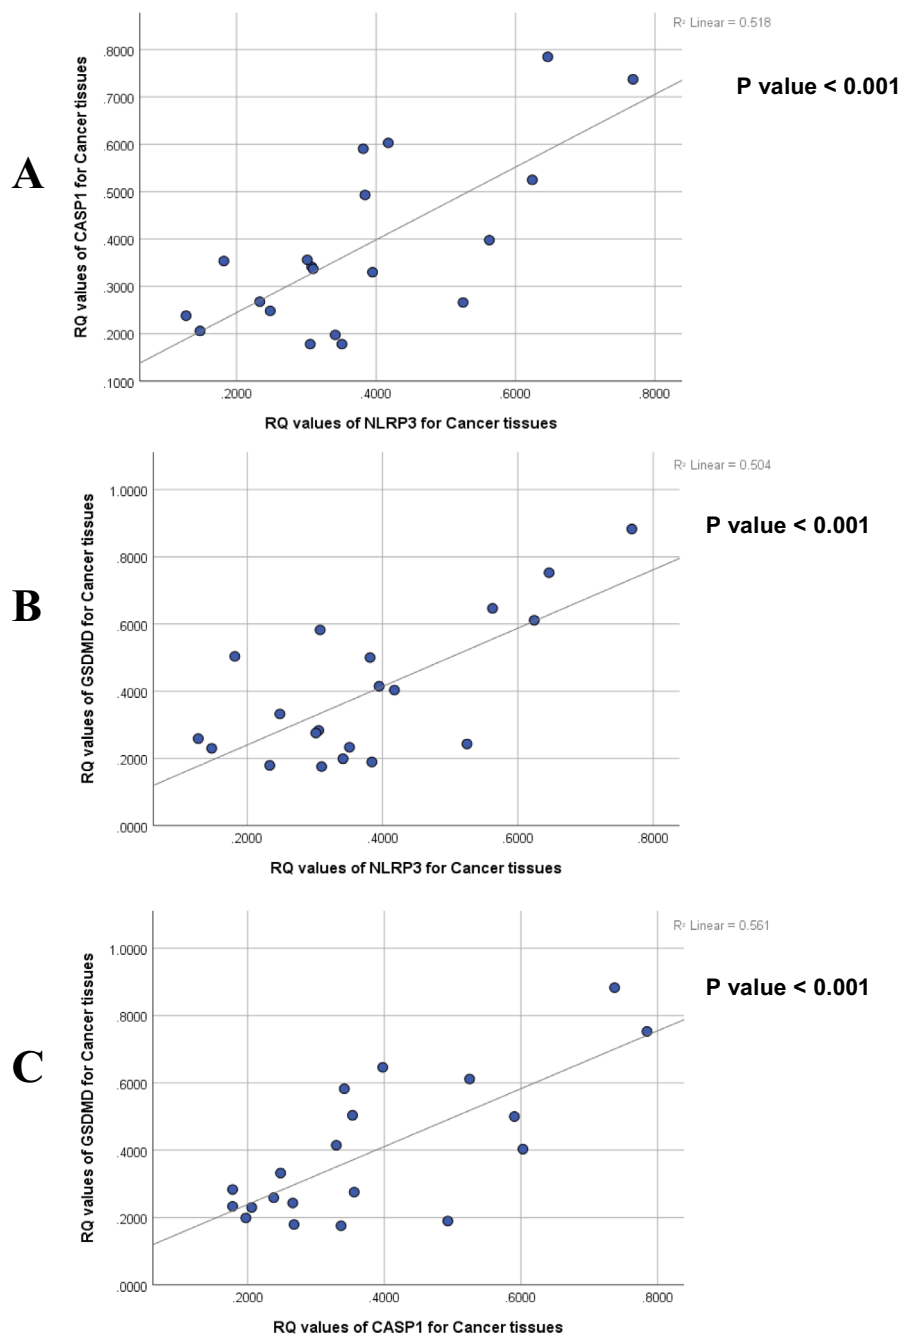 R² Linear = 0.518
P value < 0.001
A
RQ values of CASP1 for Cancer tissues
.8000
.7000
.6000
.5000
.4000
.3000
.2000
.1000
.2000 .4000 .6000 .8000
RQ values of NLRP3 for Cancer tissues
R² Linear = 0.504
P value < 0.001
B
RQ values of GSDMD for Cancer tissues
1.0000
.8000
.6000
.4000
.2000
.0000
.2000 .4000 .6000 .8000
RQ values of NLRP3 for Cancer tissues
R² Linear = 0.561
P value < 0.001
C
RQ values of GSDMD for Cancer tissues
1.0000
.8000
.6000
.4000
.2000
.0000
.2000 .4000 .6000 .8000
RQ values of CASP1 for Cancer tissues